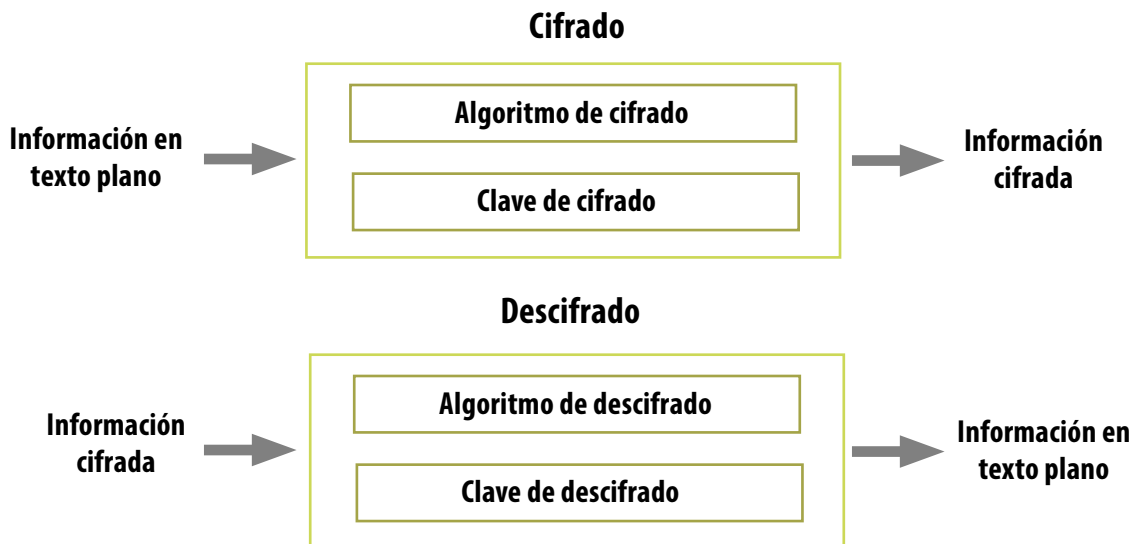 Cifrado
Información en
texto plano
Algoritmo de cifrado
Clave de cifrado
Información
cifrada
Descifrado
Información
cifrada
Algoritmo de descifrado
Clave de descifrado
Información en
texto plano